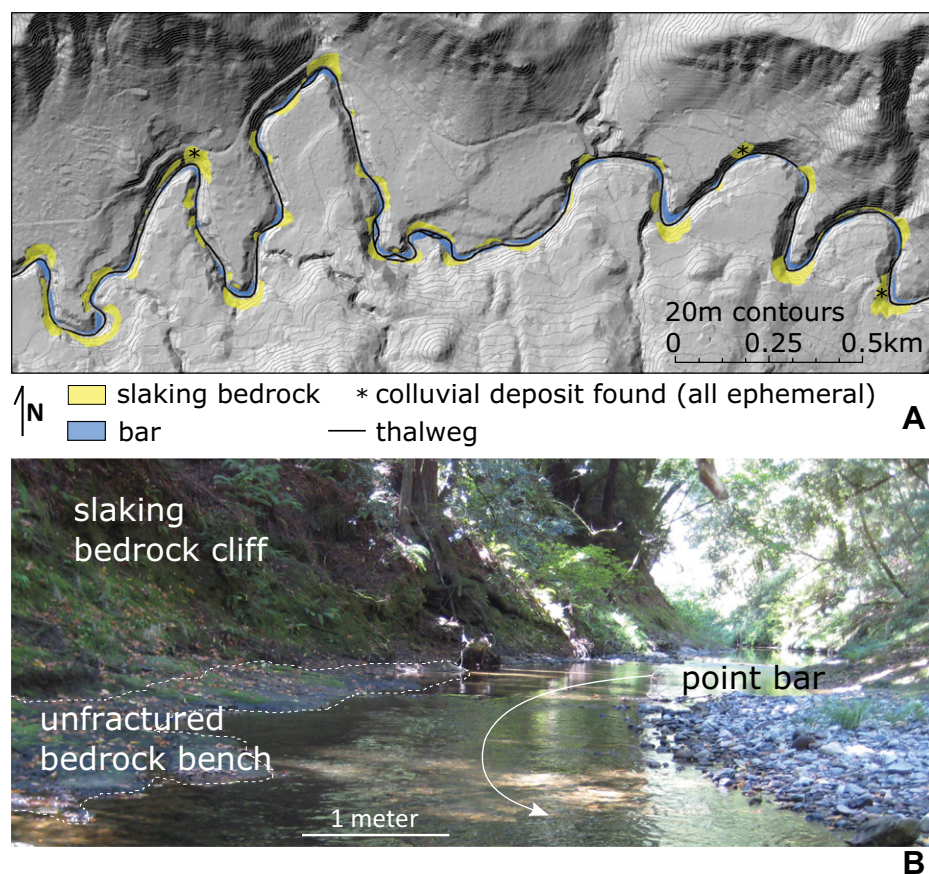 20m contours
0 0.25 0.5km
N
slaking bedrock * colluvial deposit found (all ephemeral)
bar thalweg
A
slaking
bedrock cliff
unfractured
bedrock bench
point bar
1 meter
B